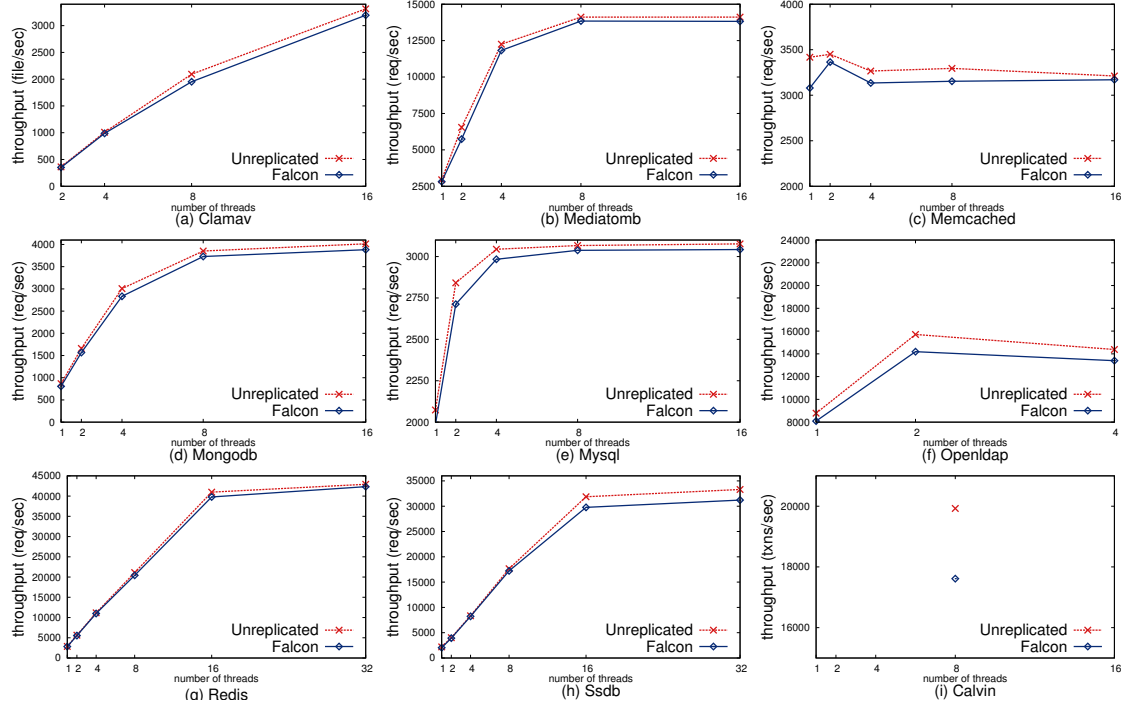 3500
3000
2500
2000
1500
1000
500
0
throughput (file/sec)
Unreplicated
Falcon
2 4 8 16
number of threads
(a) Clamav
15000
12500
10000
7500
5000
2500
throughput (req/sec)
Unreplicated
Falcon
1 2 4 8 16
number of threads
(b) Mediatomb
4000
3500
3000
2500
2000
throughput (req/sec)
Unreplicated
Falcon
1 2 4 8 16
number of threads
(c) Memcached
4000
3500
3000
2500
2000
1500
1000
500
0
throughput (req/sec)
Unreplicated
Falcon
1 2 4 8 16
number of threads
(d) Mongodb
3000
2750
2500
2250
2000
throughput (req/sec)
Unreplicated
Falcon
1 2 4 8 16
number of threads
(e) Mysql
24000
22000
20000
18000
16000
14000
12000
10000
8000
throughput (req/sec)
Unreplicated
Falcon
1 2 4
number of threads
(f) Openldap
45000
40000
35000
30000
25000
20000
15000
10000
5000
0
throughput (req/sec)
Unreplicated
Falcon
1 2 4 8 16 32
number of threads
(g) Redis
35000
30000
25000
20000
15000
10000
5000
0
throughput (req/sec)
Unreplicated
Falcon
1 2 4 8 16 32
number of threads
(h) Ssdb
20000
18000
16000
15000
throughput (txns/sec)
Unreplicated
Falcon
1 2 4 8 16
number of threads
(i) Calvin